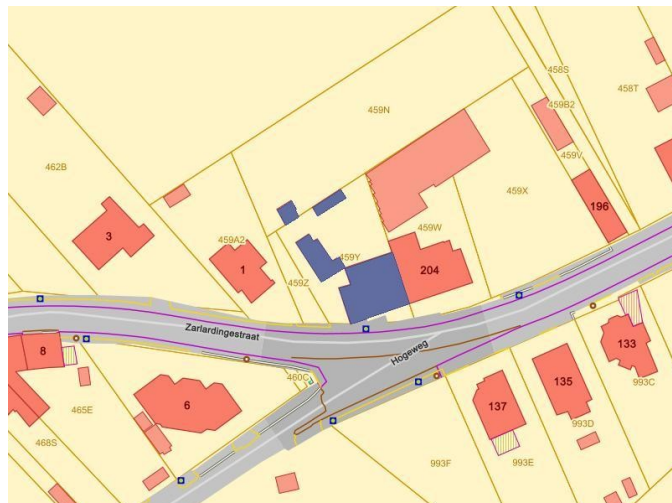 458S
458T
459N
459B2
462B
459V
459X
196
3
459A2
1
459Y
459W
459Z
204
Zarlardingestraat
Hogeweg
8
133
460C
135
993C
465E
6
137
468S
993D
993F
993E